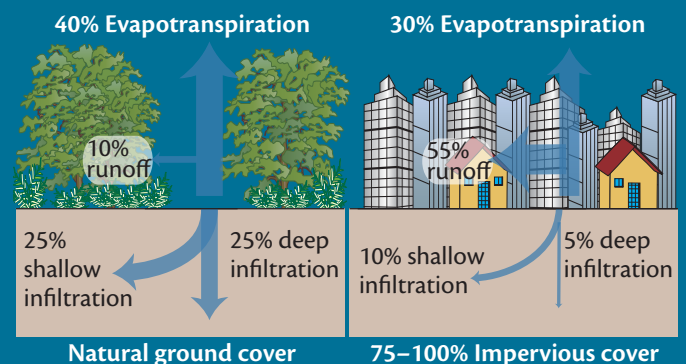 40% Evapotranspiration
10%
runoff
25%
shallow
infiltration
25% deep
infiltration
Natural ground cover
30% Evapotranspiration
55%
runoff
10% shallow
infiltration
5% deep
infiltration
75–100% Impervious cover